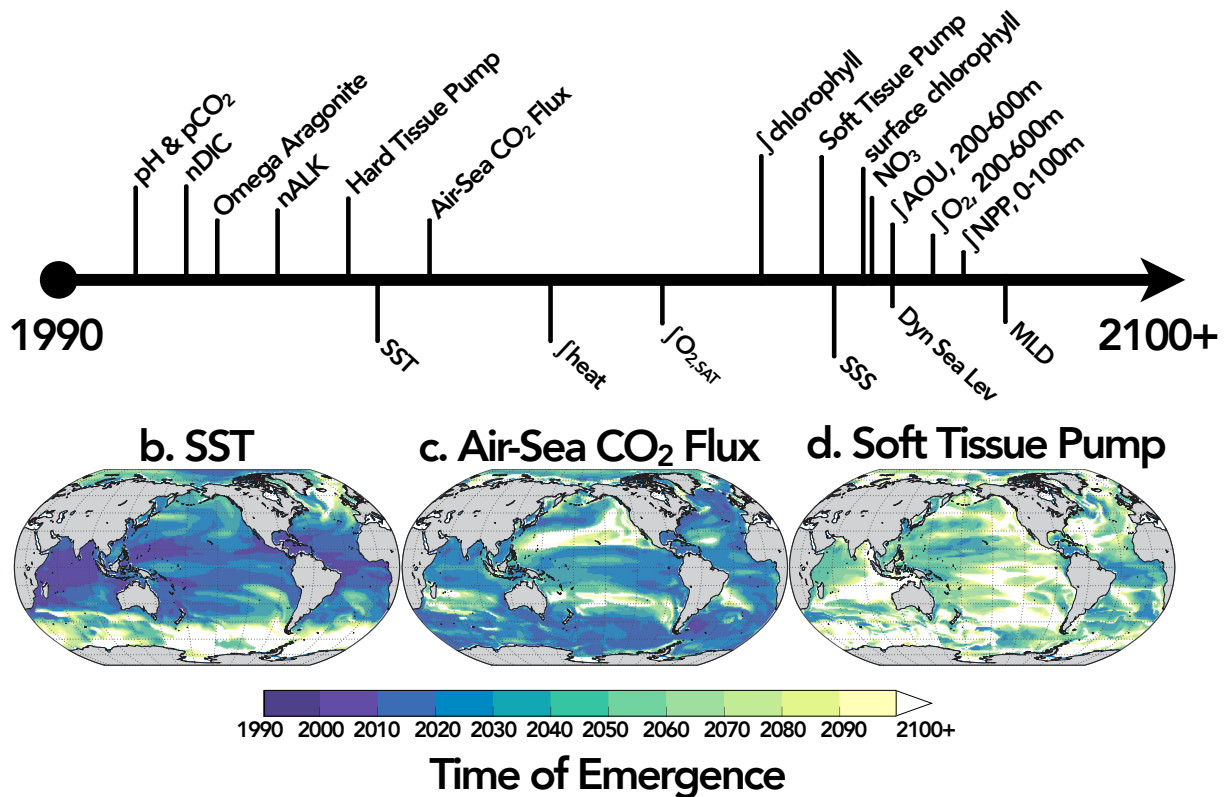 pH & pCO₂
nDIC
Omega Aragonite
nALK
Hard Tissue Pump
Air-Sea CO₂ Flux
∫chlorophyll
Soft Tissue Pump
surface chlorophyll
NO₃
∫AOU, 200-600m
∫O₂, 200-600m
∫NPP, 0-100m
1990
2100+
SST
∫heat
∫O₂,SAT
SSS
Dyn Sea Lev
MLD
b. SST
c. Air-Sea CO₂ Flux
d. Soft Tissue Pump
1990 2000 2010 2020 2030 2040 2050 2060 2070 2080 2090 2100+
Time of Emergence